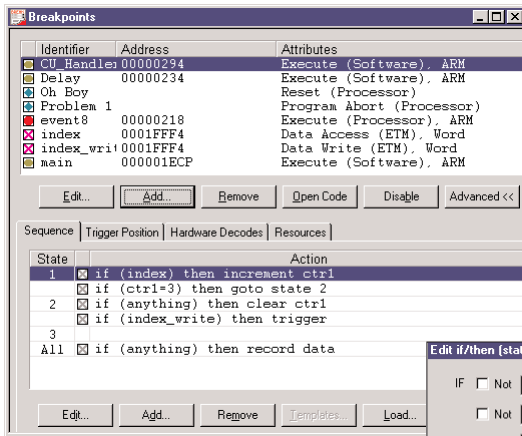 Breakpoints
Identifier Address Attributes
CU_Handler 00000294 Execute (Software), ARM
Delay 00000234 Execute (Software), ARM
Oh Boy Reset (Processor)
Problem 1 Program Abort (Processor)
event8 00000218 Execute (Processor), ARM
index 0001FFF4 Data Access (ETM), Word
index_writ 0001FFF4 Data Write (ETM), Word
main 000001ECP Execute (Software), ARM
Edit... Add... Remove Open Code Disable Advanced <<
Sequence Trigger Position Hardware Decodes Resources
State Action
1 if (index) then increment ctr1
if (ctr1=3) then goto state 2
2 if (anything) then clear ctr1
if (index_write) then trigger
3
All if (anything) then record data
Edit if/then (stat
IF Not
Not
Edit... Add... Remove Templates... Load...